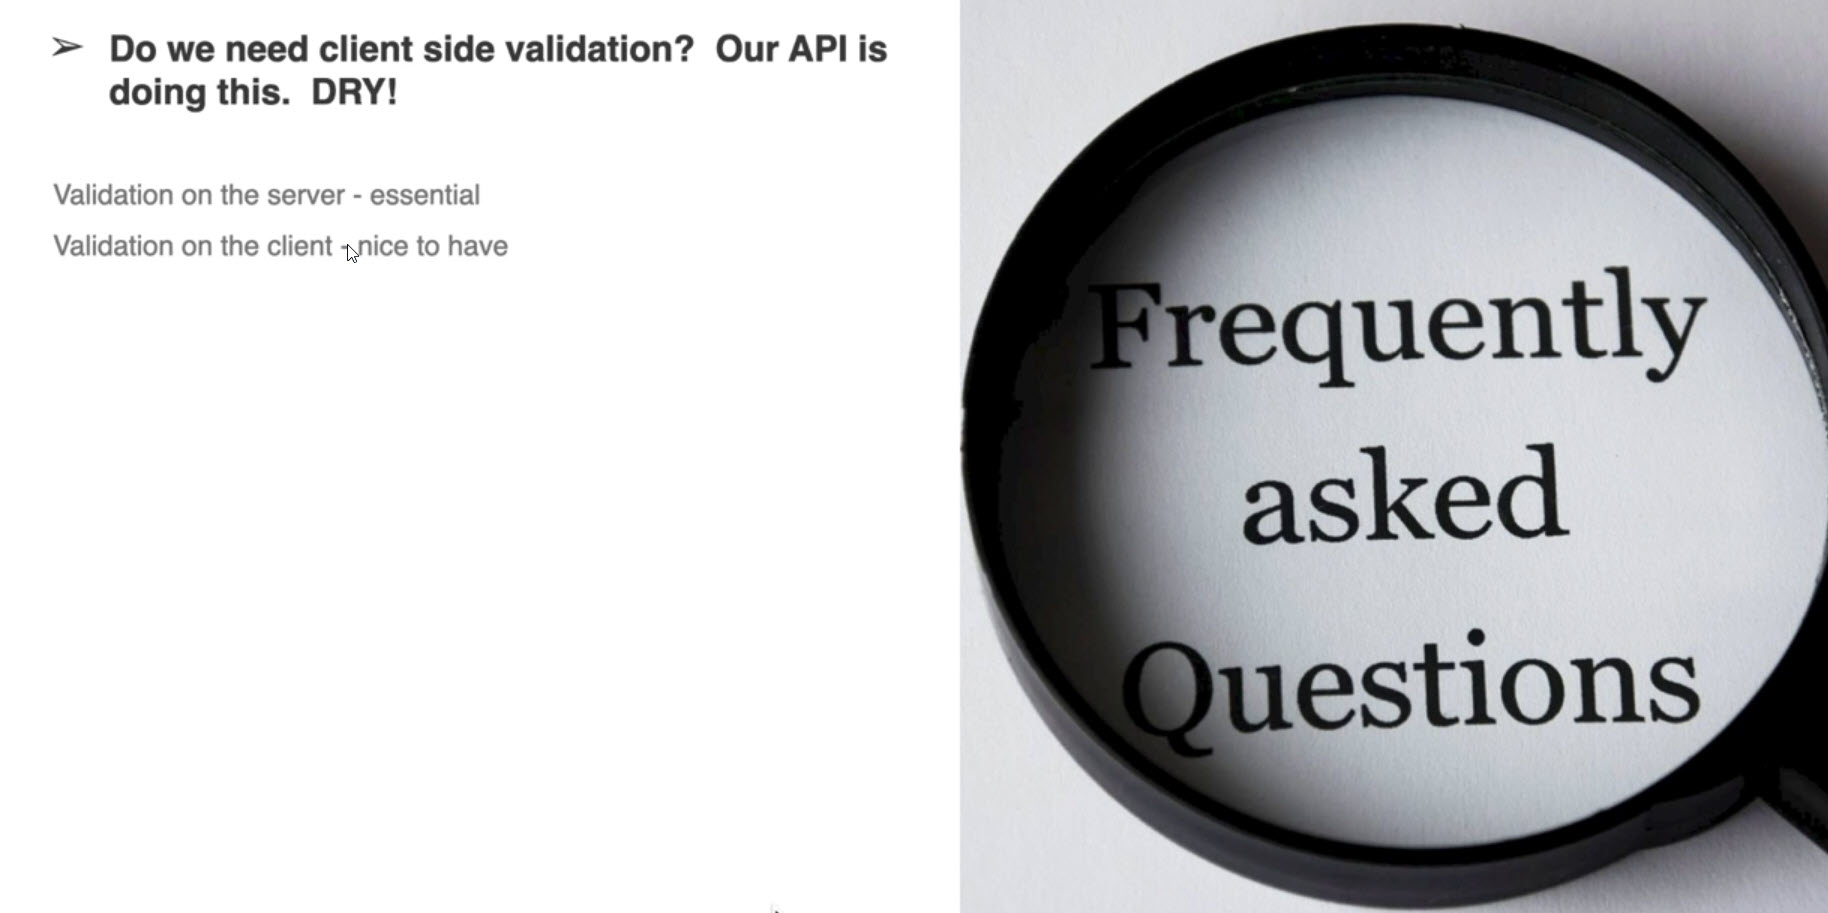 ➢ Do we need client side validation?  Our API is
doing this.  DRY!
Validation on the server - essential
Validation on the client - nice to have
Frequently
asked
Questions